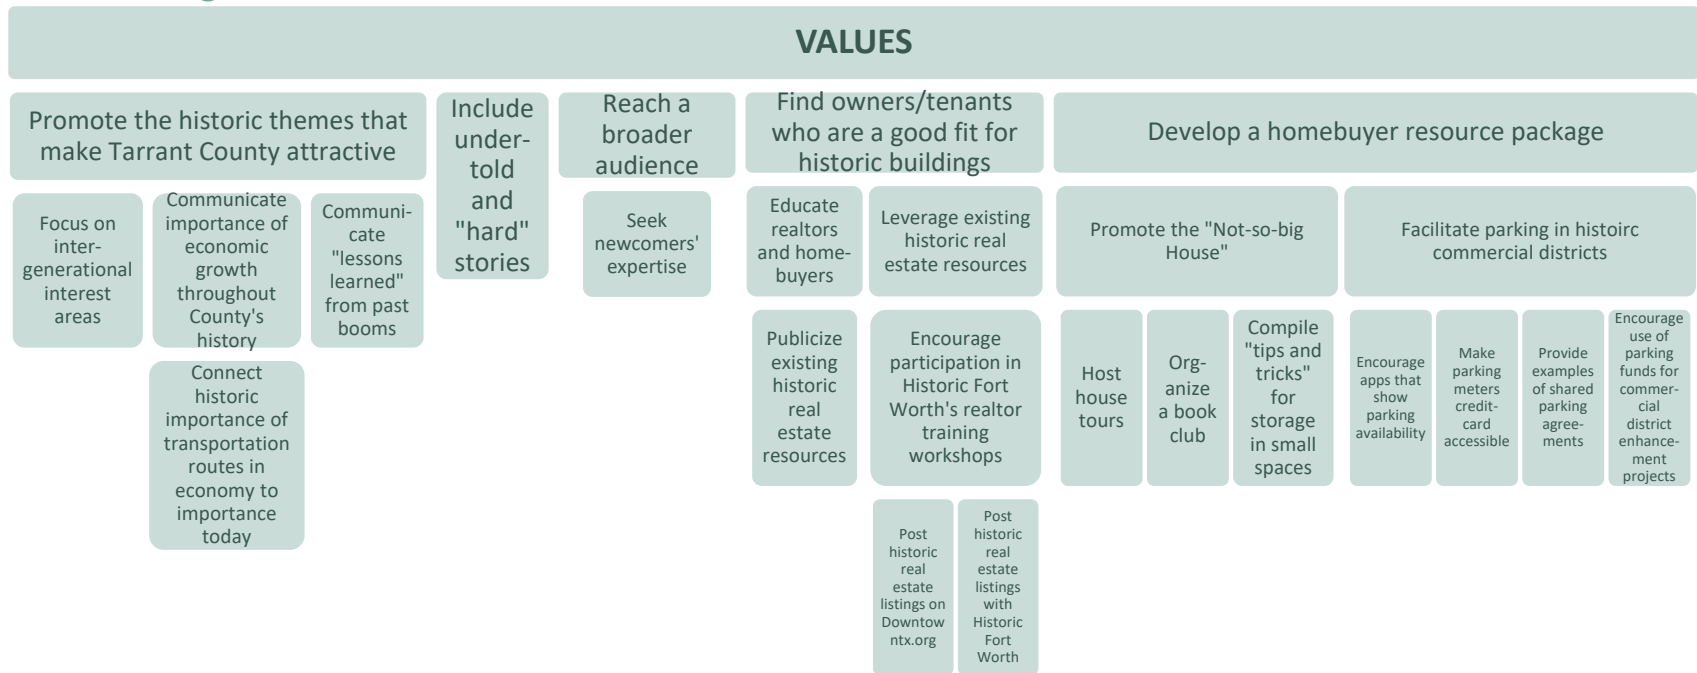 VALUES
Promote the historic themes that
make Tarrant County attractive
Include
under-
told
and
"hard"
stories
Reach a
broader
audience
Find owners/tenants
who are a good fit for
historic buildings
Develop a homebuyer resource package
Focus on
inter-
generational
interest
areas
Communicate
importance of
economic
growth
throughout
County's
history
Communi-
cate
"lessons
learned"
from past
booms
Seek
newcomers'
expertise
Educate
realtors
and home-
buyers
Leverage existing
historic real
estate resources
Promote the "Not-so-big
House"
Facilitate parking in histoirc
commercial districts
Connect
historic
importance of
transportation
routes in
economy to
importance
today
Publicize
existing
historic
real
estate
resources
Encourage
participation in
Historic Fort
Worth's realtor
training
workshops
Host
house
tours
Org-
anize
a book
club
Compile
"tips and
tricks"
for
storage
in small
spaces
Encourage
apps that
show
parking
availability
Make
parking
meters
credit-
card
accessible
Provide
examples
of shared
parking
agree-
ments
Encourage
use of
parking
funds for
commer-
cial
district
enhance-
ment
projects
Post
historic
real
estate
listings on
Downtow
ntx.org
Post
historic
real
estate
listings
with
Historic
Fort
Worth